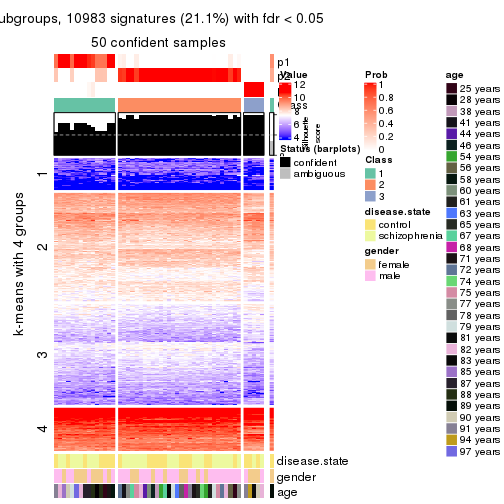 ubgroups, 10983 signatures (21.1%) with fdr < 0.05
50 confident samples
k-means with 4 groups
1
2
3
4
p1
p2
Class
Silhouette
score
disease.state
gender
age
Value
12
10
8
6
4
Status (barplots)
confident
ambiguous
Prob
1
0.8
0.6
0.4
0.2
0
Class
1
2
3
disease.state
control
schizophrenia
gender
female
male
age
25 years
28 years
38 years
41 years
44 years
46 years
54 years
56 years
58 years
60 years
61 years
63 years
65 years
67 years
68 years
71 years
72 years
74 years
75 years
77 years
78 years
79 years
81 years
82 years
83 years
85 years
87 years
88 years
89 years
90 years
91 years
94 years
97 years